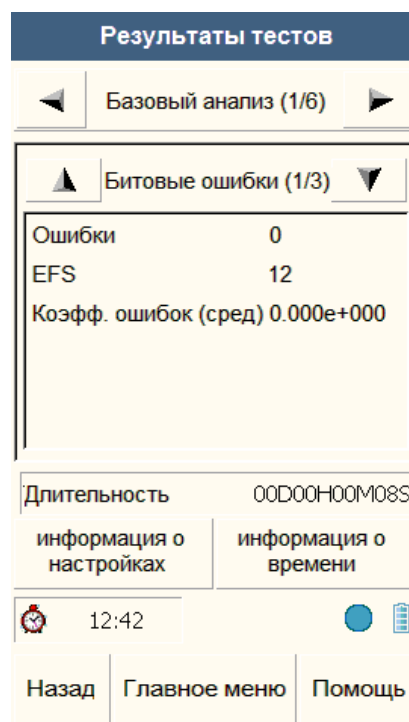 Результаты тестов
Базовый анализ (1/6)
Битовые ошибки (1/3)
Ошибки 0
EFS 12
Коэфф. ошибок (сред) 0.000e+000
Длительность 00D00H00M08S
информация о настройках
информация о времени
12:42
Назад Главное меню Помощь